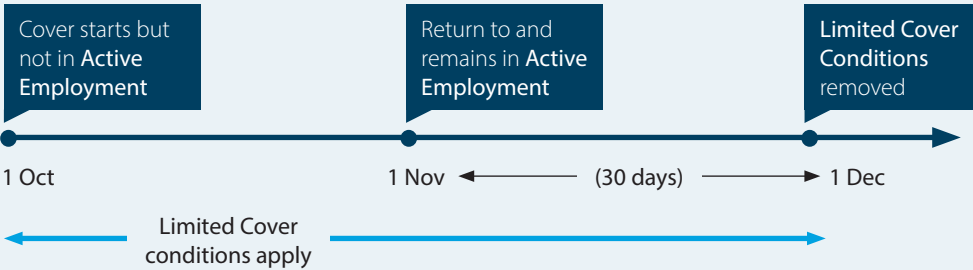 Cover starts but
not in Active
Employment
Return to and
remains in Active
Employment
Limited Cover
Conditions
removed
1 Oct
1 Nov
(30 days)
1 Dec
Limited Cover
conditions apply